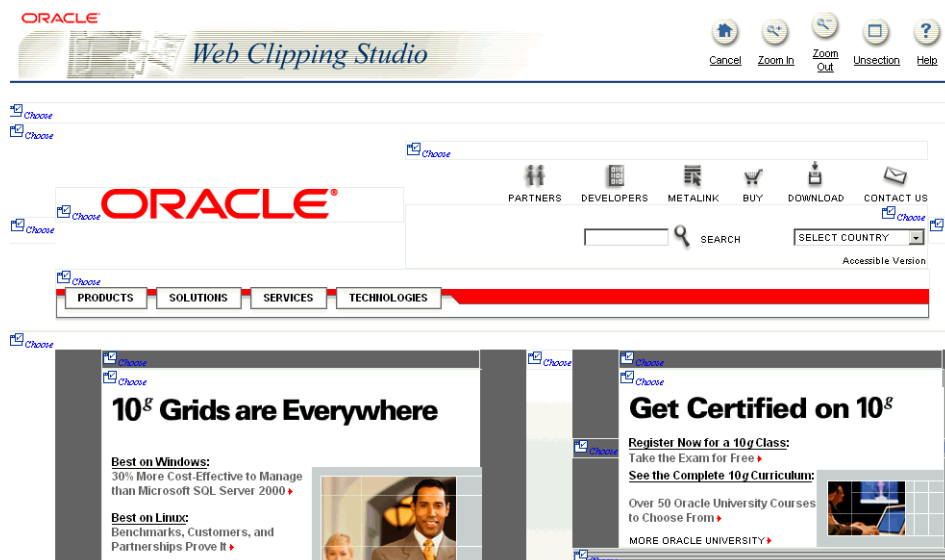 ORACLE
Web Clipping Studio
Cancel
Zoom In
Zoom
Out
Unsection
Help
Choose
Choose
Choose
PARTNERS
DEVELOPERS
METALINK
BUY
DOWNLOAD
CONTACT US
Choose
ORACLE
Choose
Choose
SEARCH
SELECT COUNTRY
Accessible Version
Choose
PRODUCTS
SOLUTIONS
SERVICES
TECHNOLOGIES
Choose
Choose
Choose
Choose
Choose
Choose
10g Grids are Everywhere
Best on Windows:
30% More Cost-Effective to Manage
than Microsoft SQL Server 2000
Best on Linux:
Benchmarks, Customers, and
Partnerships Prove It
Get Certified on 10g
Choose
Register Now for a 10g Class:
Take the Exam for Free
See the Complete 10g Curriculum:
Over 50 Oracle University Courses
to Choose From
MORE ORACLE UNIVERSITY
Choose